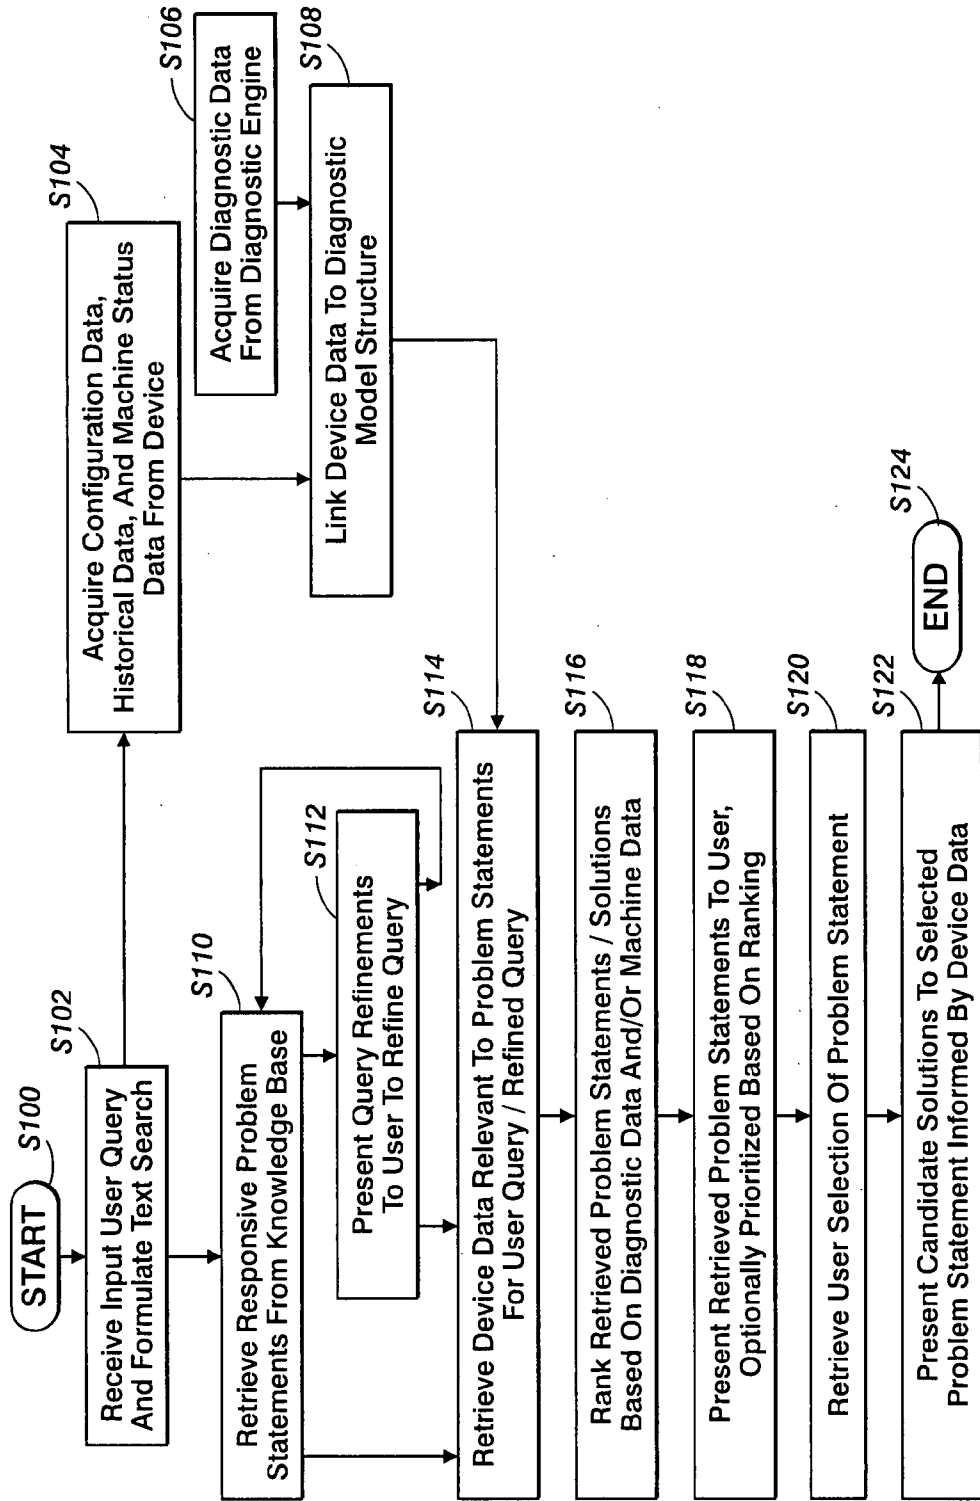 START
S100
Receive Input User Query
And Formulate Text Search
S102
Acquire Configuration Data,
Historical Data, And Machine Status
Data From Device
S104
Acquire Diagnostic Data
From Diagnostic Engine
S106
Link Device Data To Diagnostic
Model Structure
S108
Retrieve Responsive Problem
Statements From Knowledge Base
S110
Present Query Refinements
To User To Refine Query
S112
Retrieve Device Data Relevant To Problem Statements
For User Query / Refined Query
S114
Rank Retrieved Problem Statements / Solutions
Based On Diagnostic Data And/Or Machine Data
S116
Present Retrieved Problem Statements To User,
Optionally Prioritized Based On Ranking
S118
Retrieve User Selection Of Problem Statement
S120
Present Candidate Solutions To Selected
Problem Statement Informed By Device Data
S122
END
S124